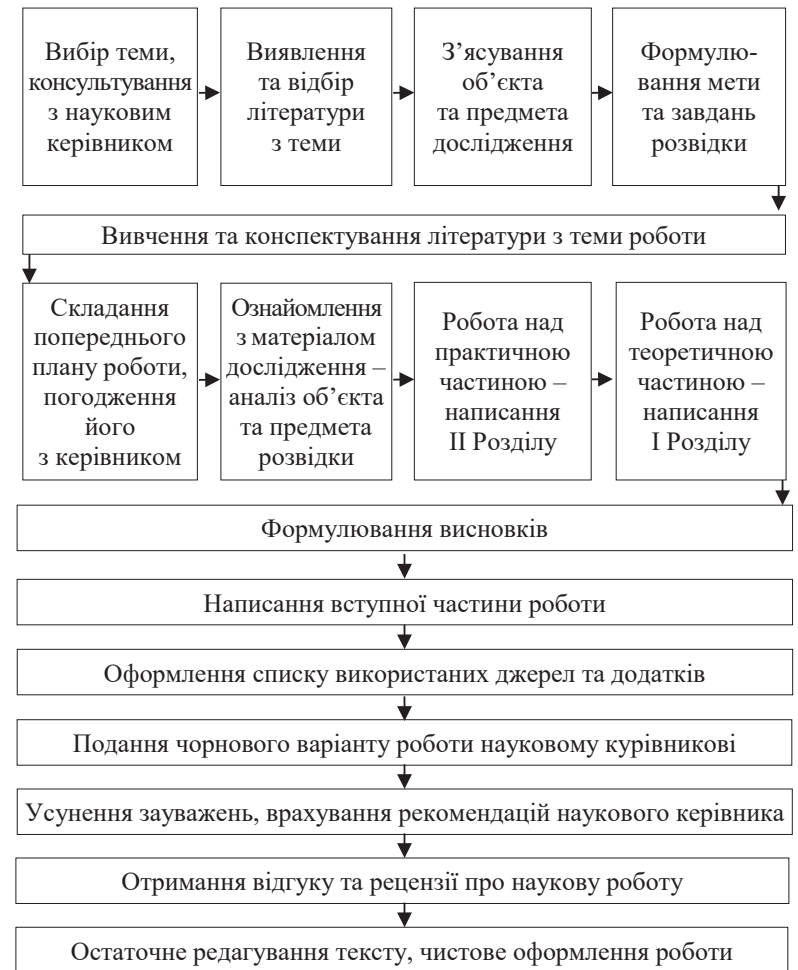 Вибір теми,
консультування
з науковим
керівником
Виявлення
та відбір
літератури
з теми
З’ясування
об’єкта
та предмета
дослідження
Формулю-
вання мети
та завдань
розвідки
Вивчення та конспектування літератури з теми роботи
Складання
попереднього
плану роботи,
погодження
його
з керівником
Ознайомлення
з матеріалом
дослідження –
аналіз об’єкта
та предмета
розвідки
Робота над
практичною
частиною –
написання
ІІ Розділу
Робота над
теоретичною
частиною –
написання
І Розділу
Формулювання висновків
Написання вступної частини роботи
Оформлення списку використаних джерел та додатків
Подання чорнового варіанту роботи науковому курівникові
Усунення зауважень, врахування рекомендацій наукового керівника
Отримання відгуку та рецензії про наукову роботу
Остаточне редагування тексту, чистове оформлення роботи